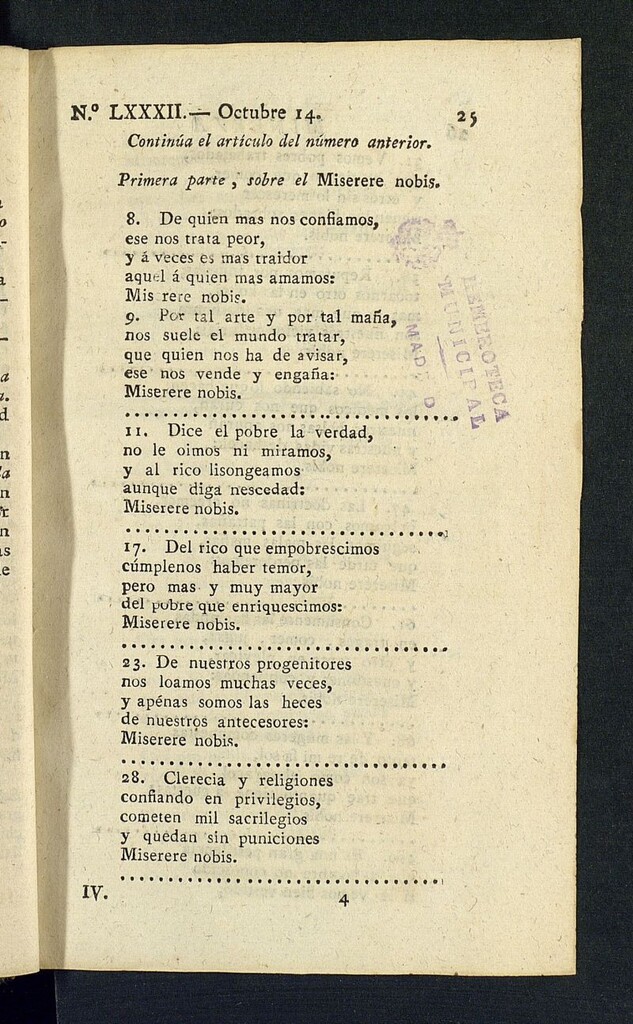 N.º LXXXII.— Octubre 14. 25
Continúa el artículo del número anterior.
Primera parte, sobre el Miserere nobis.
8. De quien mas nos confiamos,
ese nos trata peor,
y á veces es mas traidor
aquel á quien mas amamos:
Mis rere nobis.
9. Por tal arte y por tal maña,
nos suele el mundo tratar,
que quien nos ha de avisar,
ese nos vende y engaña:
Miserere nobis.
11. Dice el pobre la verdad,
no le oimos ni miramos,
y al rico lisongeamos
aunque diga nescedad:
Miserere nobis.
17. Del rico que empobrescimos
cúmplenos haber temor,
pero mas y muy mayor
del pobre que enriquescimos:
Miserere nobis.
23. De nuestros progenitores
nos loamos muchas veces,
y apénas somos las heces
de nuestros antecesores:
Miserere nobis.
28. Clerecia y religiones
confiando en privilegios,
cometen mil sacrilegios
y quedan sin puniciones
Miserere nobis.
IV. 4
HEMEROTECA
MUNICIPAL
MADRID